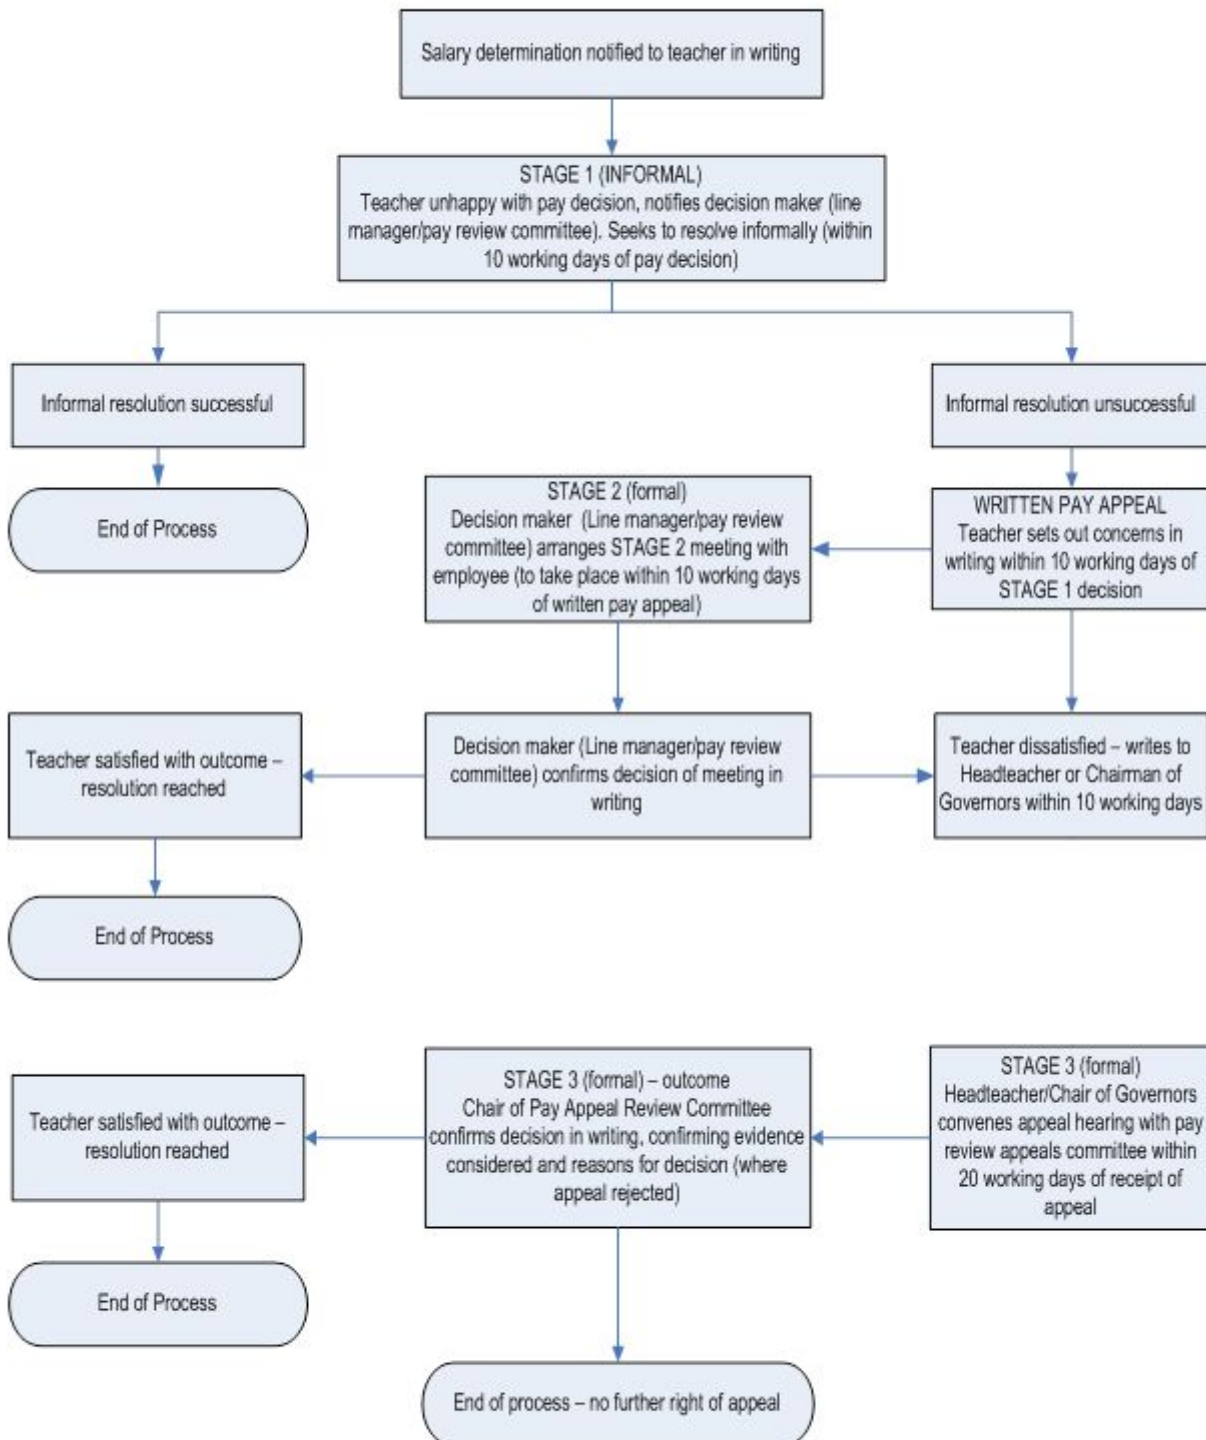 Salary determination notified to teacher in writing
STAGE 1 (INFORMAL)
Teacher unhappy with pay decision, notifies decision maker (line
manager/pay review committee). Seeks to resolve informally (within
10 working days of pay decision)
Informal resolution successful
Informal resolution unsuccessful
End of Process
STAGE 2 (formal)
Decision maker (Line manager/pay review
committee) arranges STAGE 2 meeting with
employee (to take place within 10 working days
of written pay appeal)
WRITTEN PAY APPEAL
Teacher sets out concerns in
writing within 10 working days of
STAGE 1 decision
Teacher satisfied with outcome –
resolution reached
Decision maker (Line manager/pay review
committee) confirms decision of meeting in
writing
Teacher dissatisfied – writes to
Headteacher or Chairman of
Governors within 10 working days
End of Process
Teacher satisfied with outcome –
resolution reached
STAGE 3 (formal) – outcome
Chair of Pay Appeal Review Committee
confirms decision in writing, confirming evidence
considered and reasons for decision (where
appeal rejected)
STAGE 3 (formal)
Headteacher/Chair of Governors
convenes appeal hearing with pay
review appeals committee within
20 working days of receipt of
appeal
End of Process
End of process – no further right of appeal